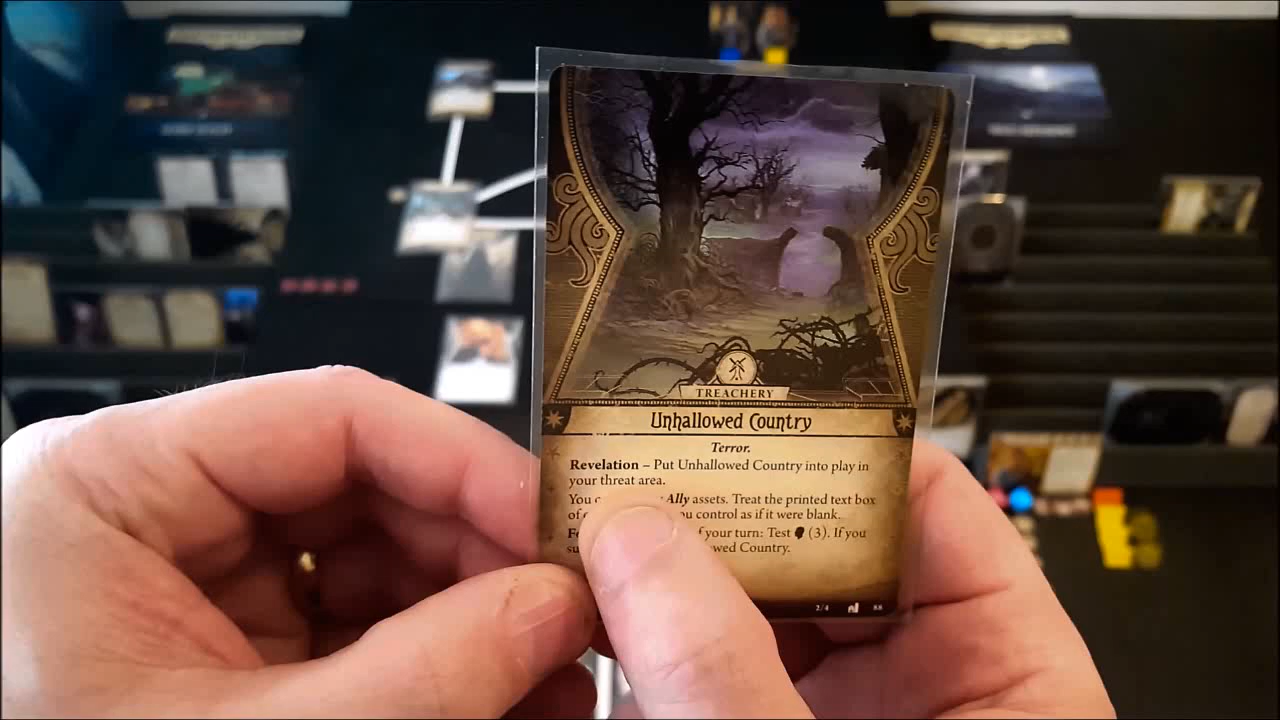 TREACHERY
Unhallowed Country
Terror.
Revelation – Put Unhallowed Country into play in
your threat area.
You Ally assets. Treat the printed text box
of you control as if it were blank.
of your turn: Test (3). If you
Country.
2/4 88